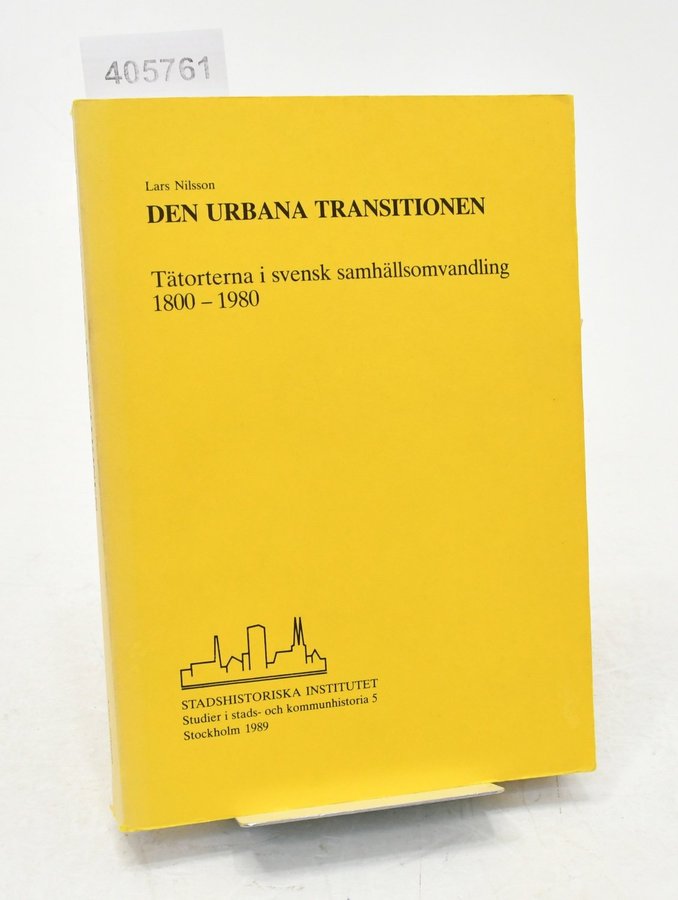 405761
Lars Nilsson
DEN URBANA TRANSITIONEN
Tätorterna i svensk samhällsomvandling
1800 – 1980
STADSHISTORISKA INSTITUTET
Studier i stads- och kommunhistoria 5
Stockholm 1989